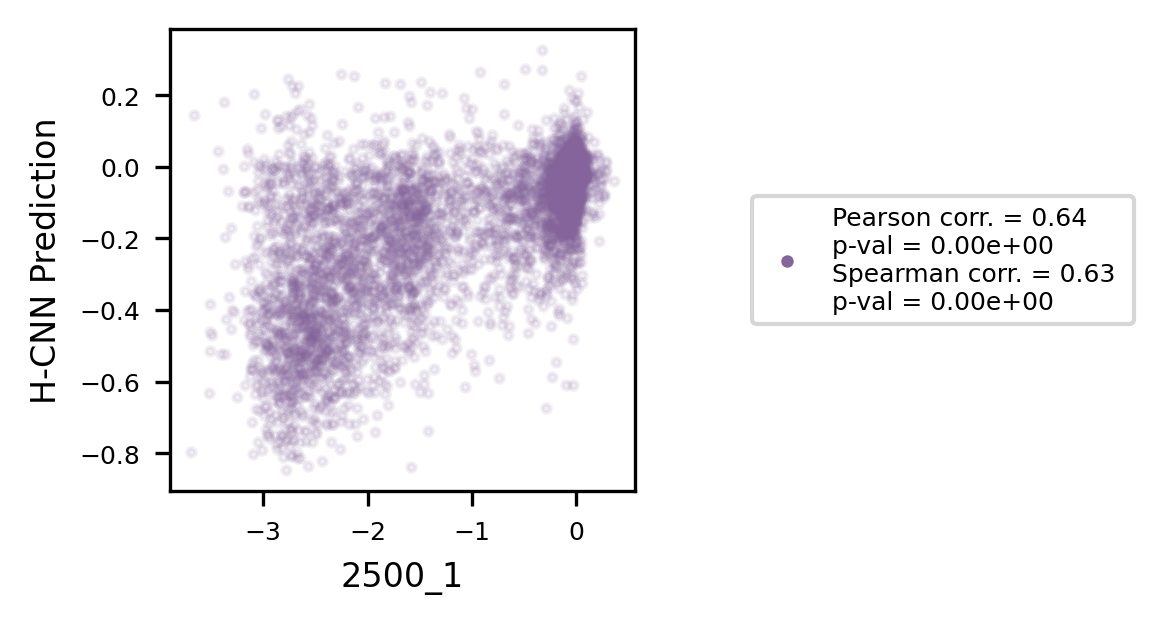 H-CNN Prediction
0.2
0.0
−0.2
−0.4
−0.6
−0.8
−3
−2
−1
0
2500_1
Pearson corr. = 0.64
p-val = 0.00e+00
Spearman corr. = 0.63
p-val = 0.00e+00